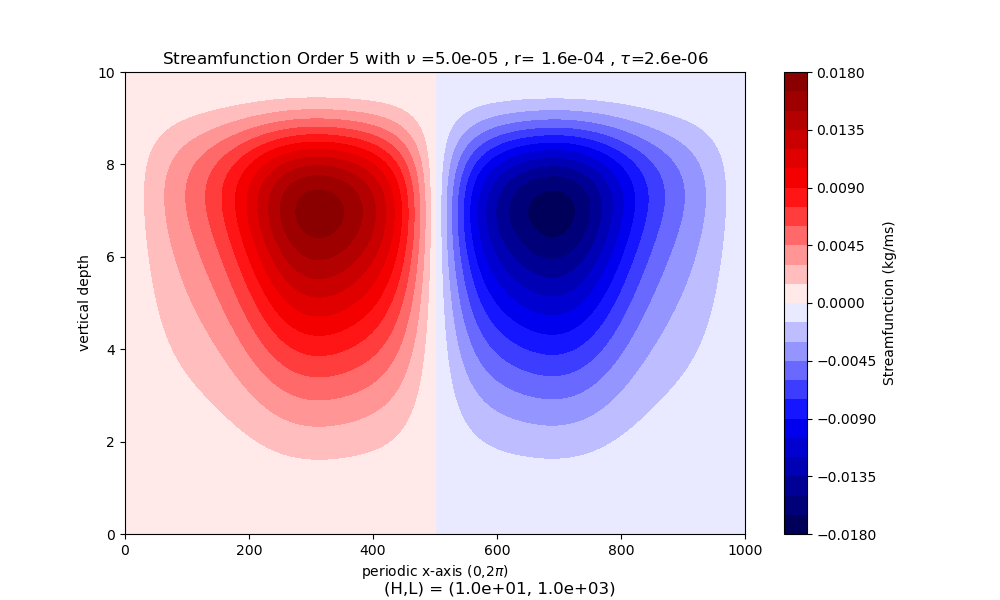 Streamfunction Order 5 with ν =5.0e-05 , r= 1.6e-04 , τ=2.6e-06
10
8
6
4
2
0
vertical depth
0 200 400 600 800 1000
periodic x-axis (0,2π)
(H,L) = (1.0e+01, 1.0e+03)
0.0180
0.0135
0.0090
0.0045
0.0000
−0.0045
−0.0090
−0.0135
−0.0180
Streamfunction (kg/ms)